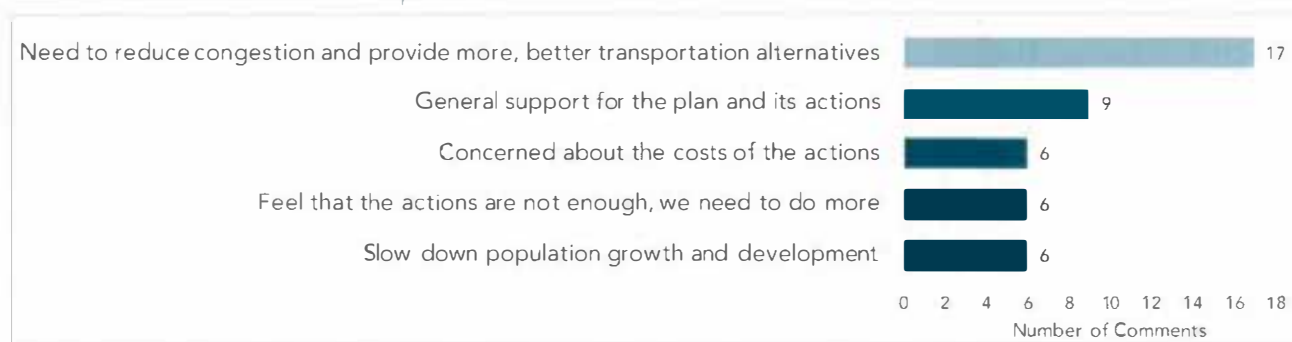 Need to reduce congestion and provide more, better transportation alternatives 17
General support for the plan and its actions 9
Concerned about the costs of the actions 6
Feel that the actions are not enough, we need to do more 6
Slow down population growth and development 6
0 2 4 6 8 10 12 14 16 18
Number of Comments